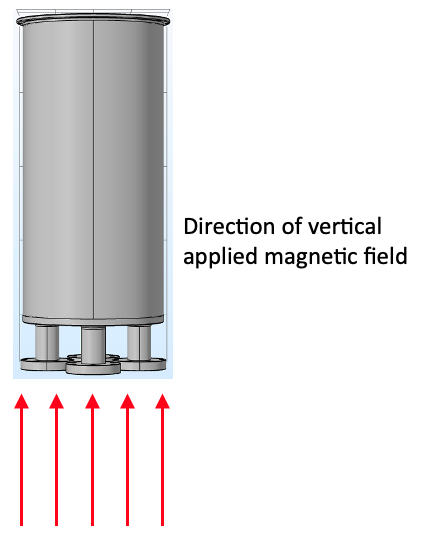 Direction of vertical
applied magnetic field